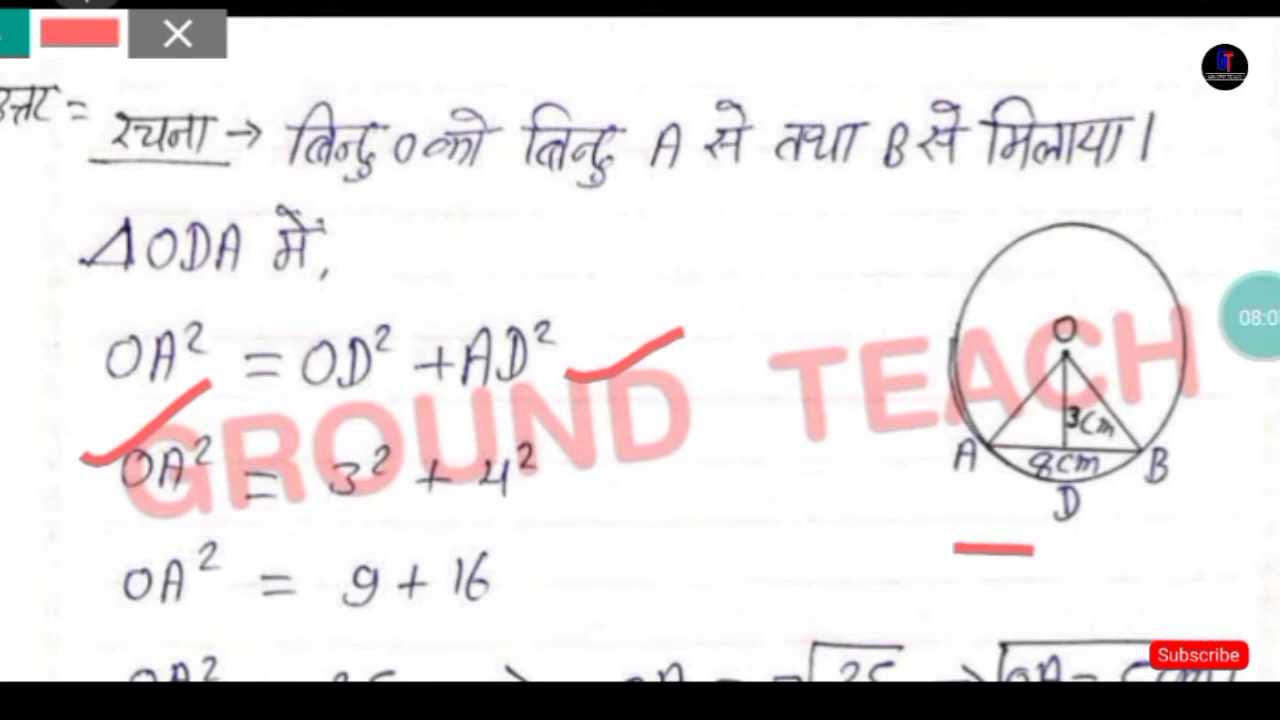 उत्तर =
रचना → बिन्दु O को बिन्दु A से तथा B से मिलाया।
ΔODA में,
OA² = OD² + AD²
OA² = 3² + 4²
OA² = 9 + 16
O
3cm
A 8cm B
D
GROUND TEACH
GT
08:0
Subscribe